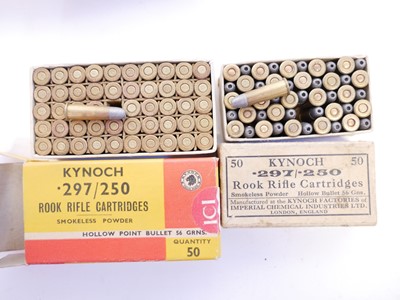 KYNOCH
·297/250
ROOK RIFLE CARTRIDGES
SMOKELESS POWDER
HOLLOW POINT BULLET 56 GRNS.
QUANTITY
50
ICI
50 KYNOCH 50
·297/250
Rook Rifle Cartridges
Smokeless Powder Hollow Bullet 56 Gns.
Manufactured at the KYNOCH FACTORIES of
IMPERIAL CHEMICAL INDUSTRIES LTD.
LONDON, ENGLAND